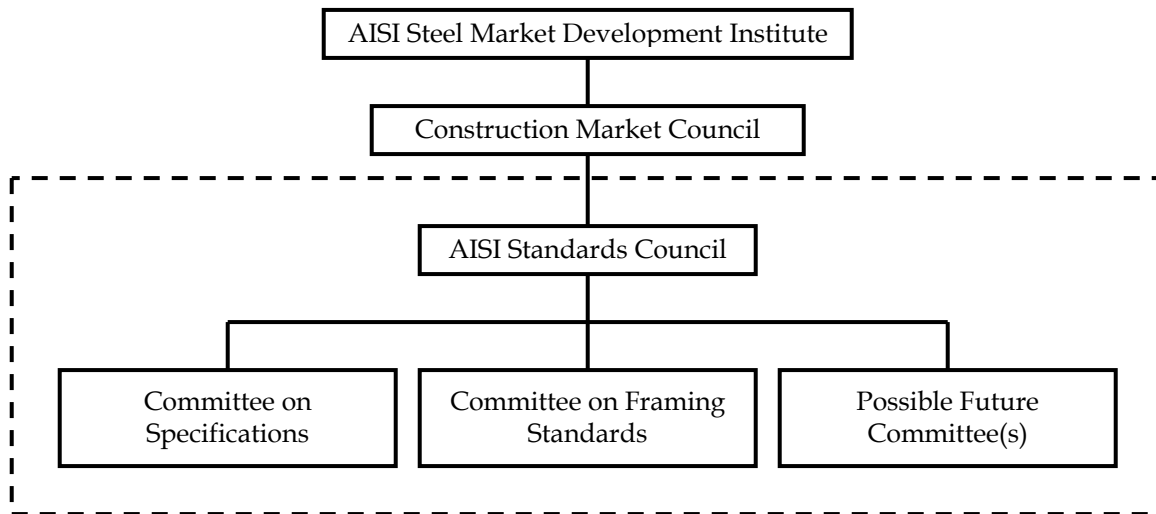 AISI Steel Market Development Institute
Construction Market Council
AISI Standards Council
Committee on
Specifications
Committee on Framing
Standards
Possible Future
Committee(s)